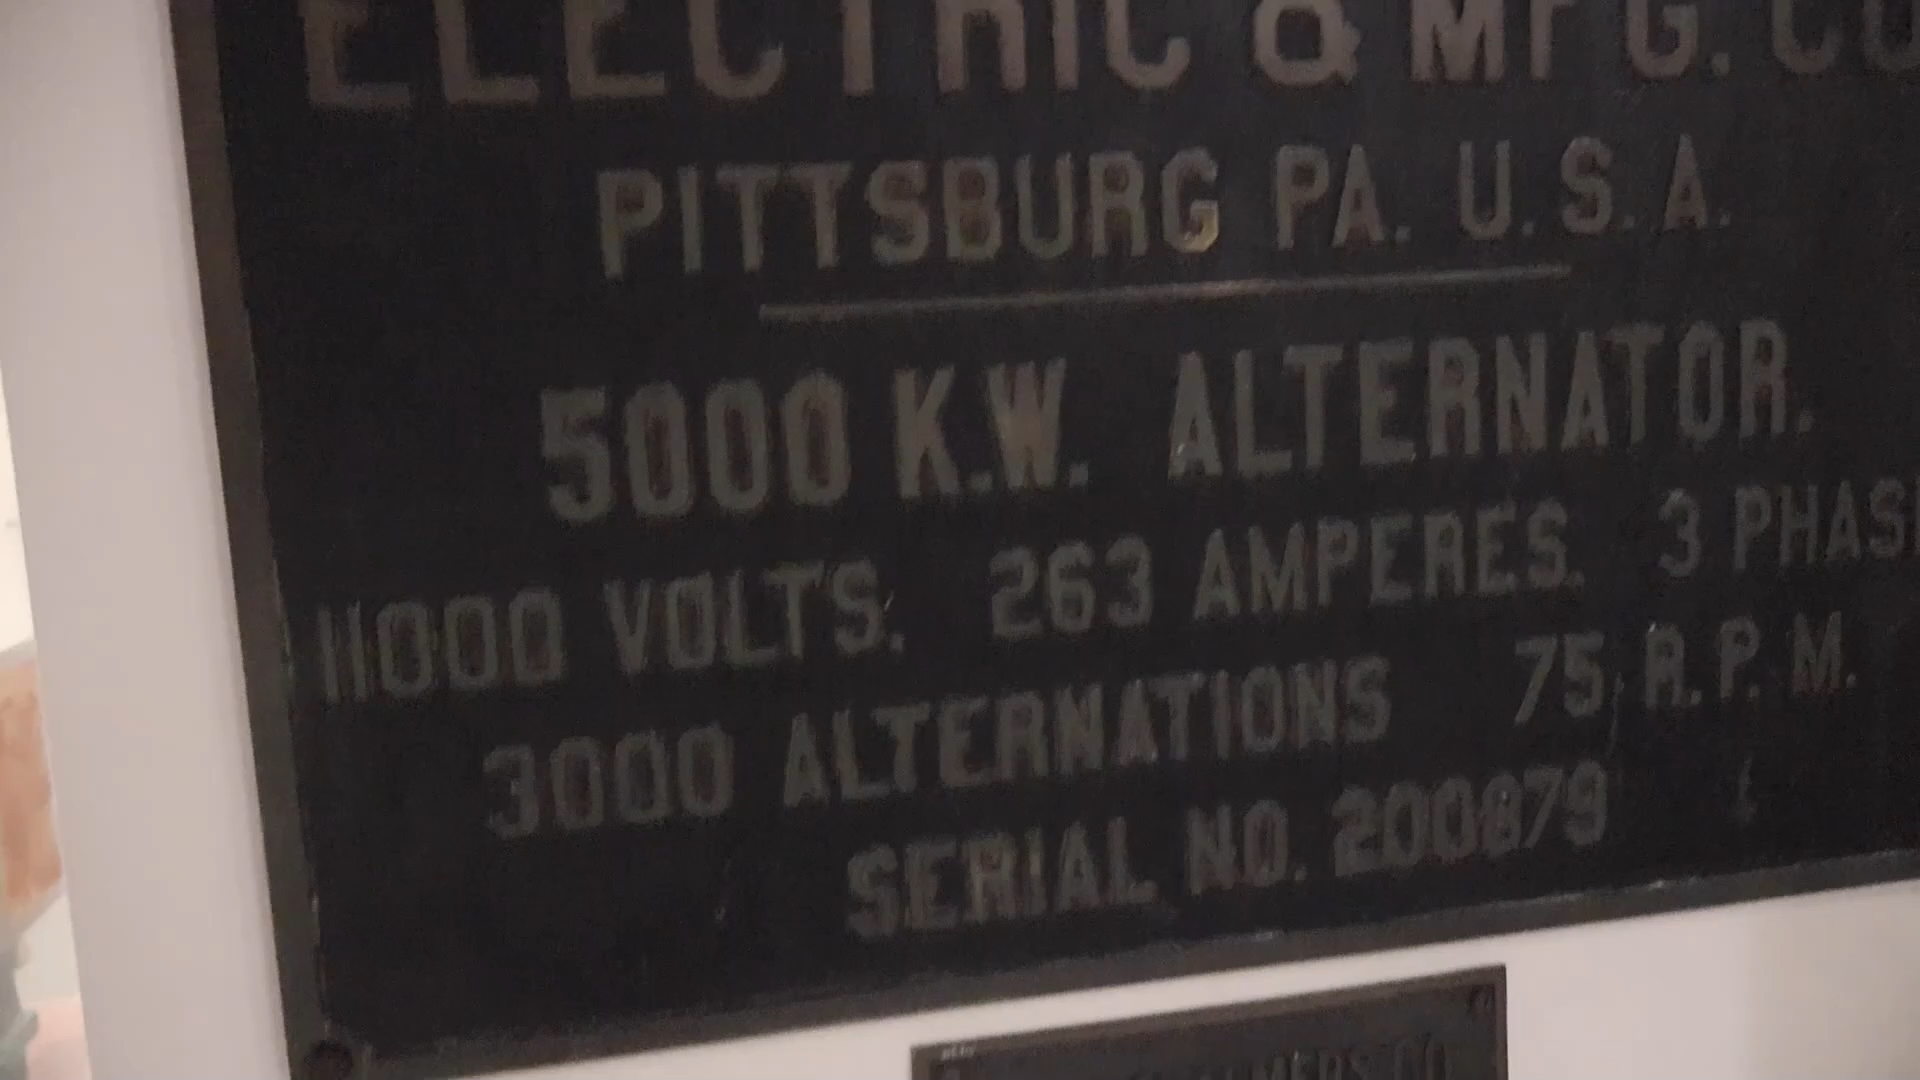 ELECTRIC & MFG. CO
PITTSBURG PA. U.S.A.
5000 K.W. ALTERNATOR.
11000 VOLTS. 263 AMPERES. 3 PHASE
3000 ALTERNATIONS 75 R.P.M.
SERIAL NO. 200879